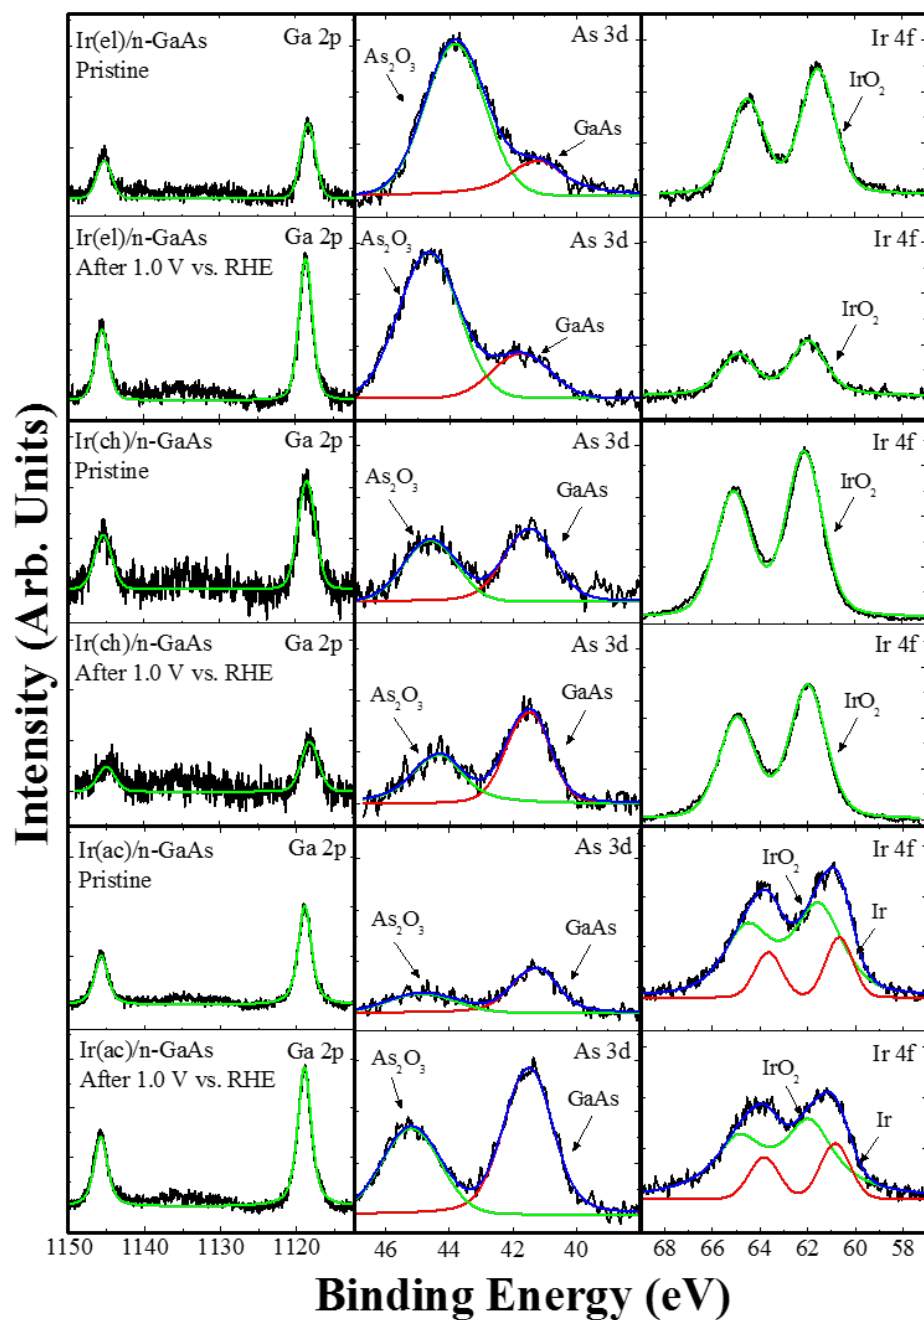 Intensity (Arb. Units)
Ir(el)/n-GaAs Ga 2p
Pristine
As₂O₃
As 3d
GaAs
Ir 4f
IrO₂
Ir(el)/n-GaAs Ga 2p
After 1.0 V vs. RHE
As₂O₃
As 3d
GaAs
Ir 4f
IrO₂
Ir(ch)/n-GaAs Ga 2p
Pristine
As 3d
As₂O₃
GaAs
Ir 4f
IrO₂
Ir(ch)/n-GaAs Ga 2p
After 1.0 V vs. RHE
As 3d
As₂O₃
GaAs
Ir 4f
IrO₂
Ir(ac)/n-GaAs Ga 2p
Pristine
As 3d
As₂O₃
GaAs
Ir 4f
IrO₂
Ir
Ir(ac)/n-GaAs Ga 2p
After 1.0 V vs. RHE
As 3d
As₂O₃
GaAs
Ir 4f
IrO₂
Ir
1150 1140 1130 1120 46 44 42 40 68 66 64 62 60 58
Binding Energy (eV)